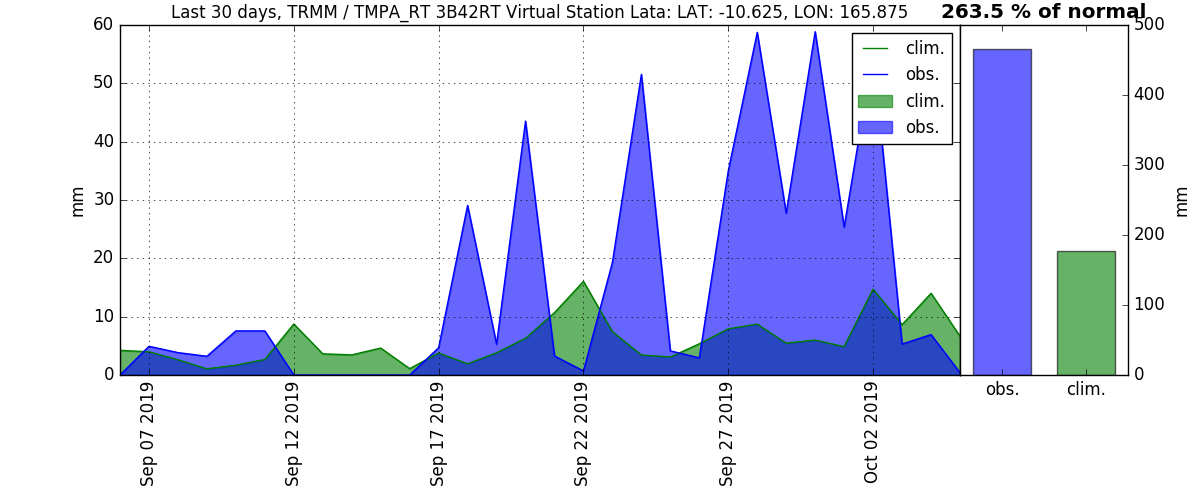 Last 30 days, TRMM / TMPA_RT 3B42RT Virtual Station Lata: LAT: -10.625, LON: 165.875
263.5 % of normal
60
50
40
30
20
10
0
mm
clim.
obs.
clim.
obs.
500
400
300
200
100
0
mm
Sep 07 2019
Sep 12 2019
Sep 17 2019
Sep 22 2019
Sep 27 2019
Oct 02 2019
obs.
clim.